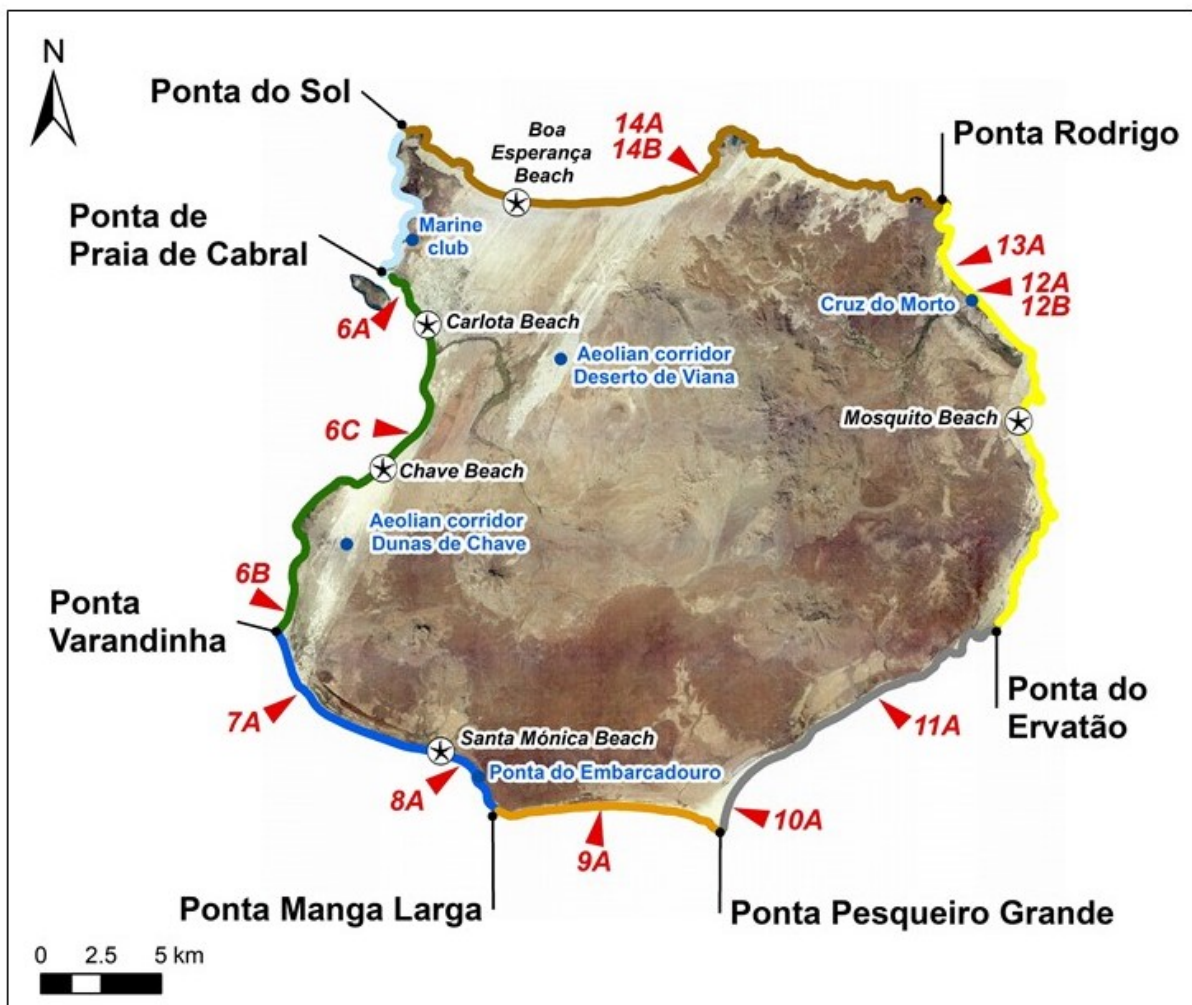 N
Ponta do Sol
Boa
Esperança
Beach
14A
14B
Ponta Rodrigo
Ponta de
Praia de Cabral
Marine
club
13A
12A
12B
Cruz do Morto
6A
Carlota Beach
Aeolian corridor
Deserto de Viana
6C
Mosquito Beach
Chave Beach
Aeolian corridor
Dunas de Chave
6B
Ponta
Varandinha
7A
Santa Mónica Beach
Ponta do Embarcadouro
8A
9A
10A
11A
Ponta do
Ervatão
Ponta Manga Larga
Ponta Pesqueiro Grande
0 2.5 5 km